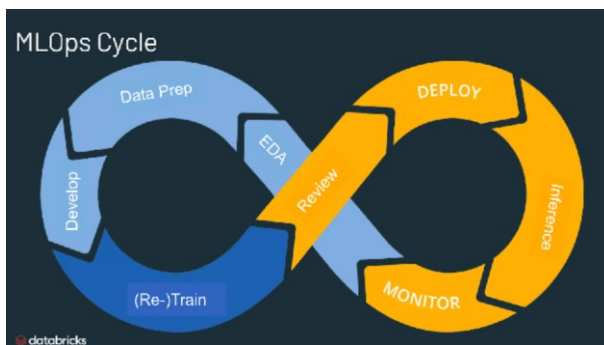 MLOps Cycle
Data Prep
DEPLOY
EDA
Review
Develop
Inference
(Re-)Train
MONITOR
databricks